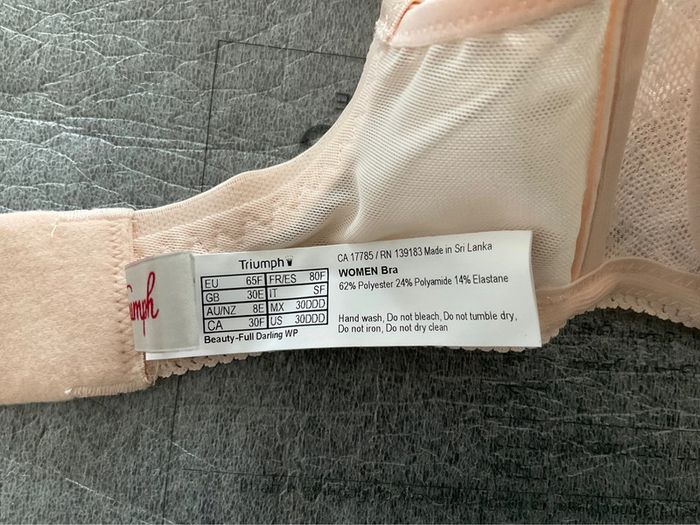 Triumph
Triumph
EU 65F FR/ES 80F
GB 30E IT SF
AU/NZ 8E MX 30DDD
CA 30F US 30DDD
Beauty-Full Darling WP
CA 17785 / RN 139183 Made in Sri Lanka
WOMEN Bra
62% Polyester 24% Polyamide 14% Elastane
Hand wash, Do not bleach, Do not tumble dry,
Do not iron, Do not dry clean